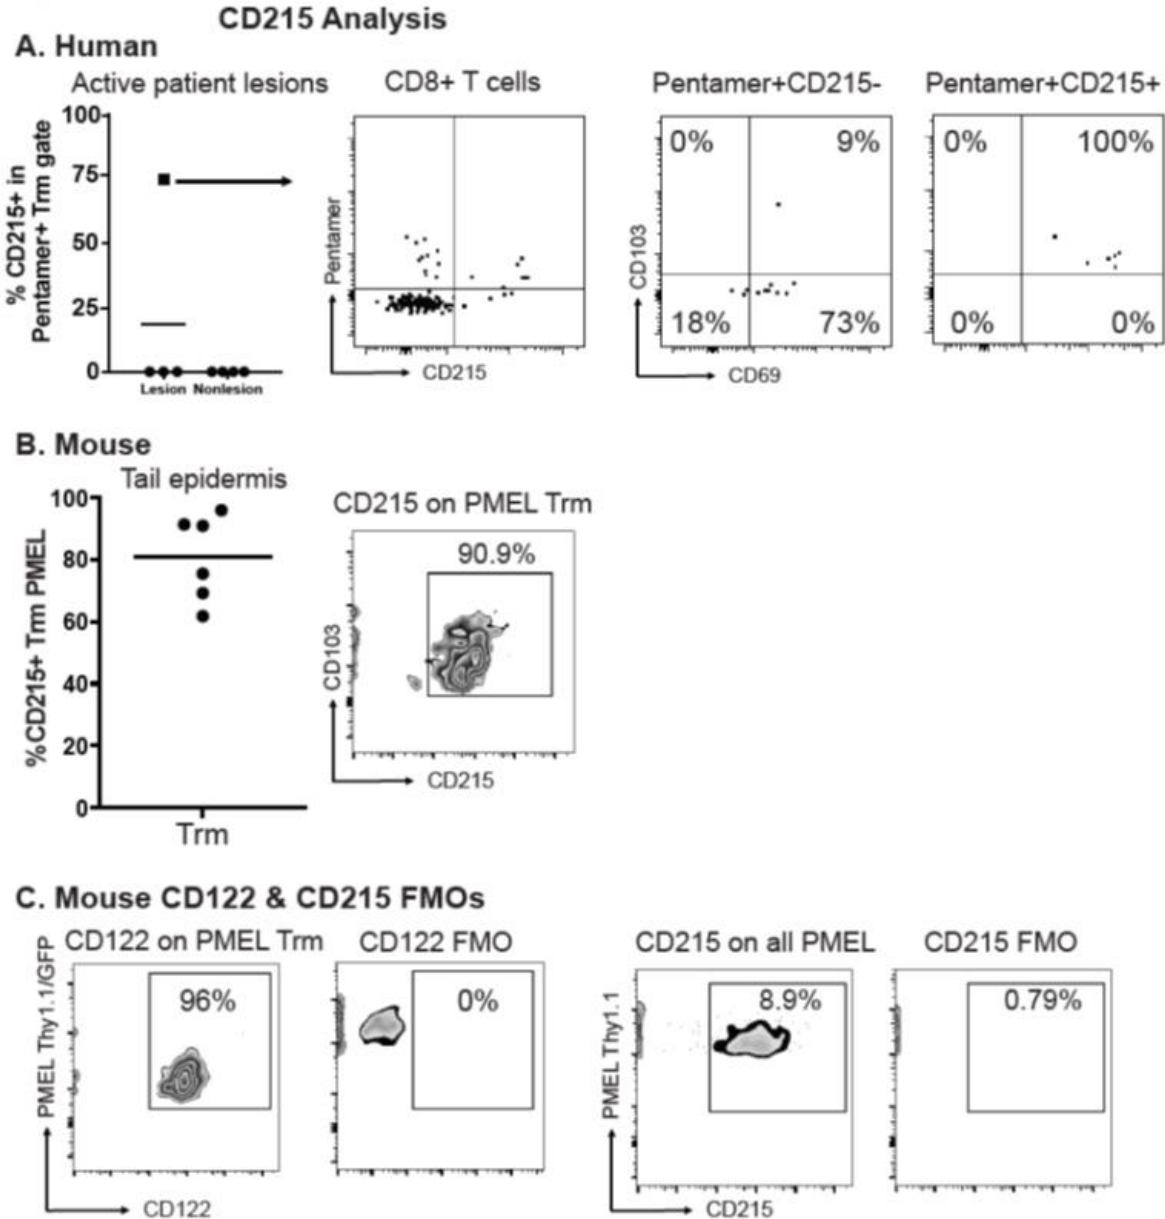 CD215 Analysis
A. Human
Active patient lesions
CD8+ T cells
Pentamer+CD215-
Pentamer+CD215+
% CD215+ in
Pentamer+ Trm gate
100
75
50
25
0
Lesion Nonlesion
Pentamer
CD215
CD103
0% 9%
18% 73%
CD69
0% 100%
0% 0%
B. Mouse
Tail epidermis
CD215 on PMEL Trm
%CD215+ Trm PMEL
100
80
60
40
20
0
Trm
90.9%
CD103
CD215
C. Mouse CD122 & CD215 FMOs
CD122 on PMEL Trm
CD122 FMO
CD215 on all PMEL
CD215 FMO
PMEL Thy1.1/GFP
96%
0%
CD122
PMEL Thy1.1
8.9%
0.79%
CD215